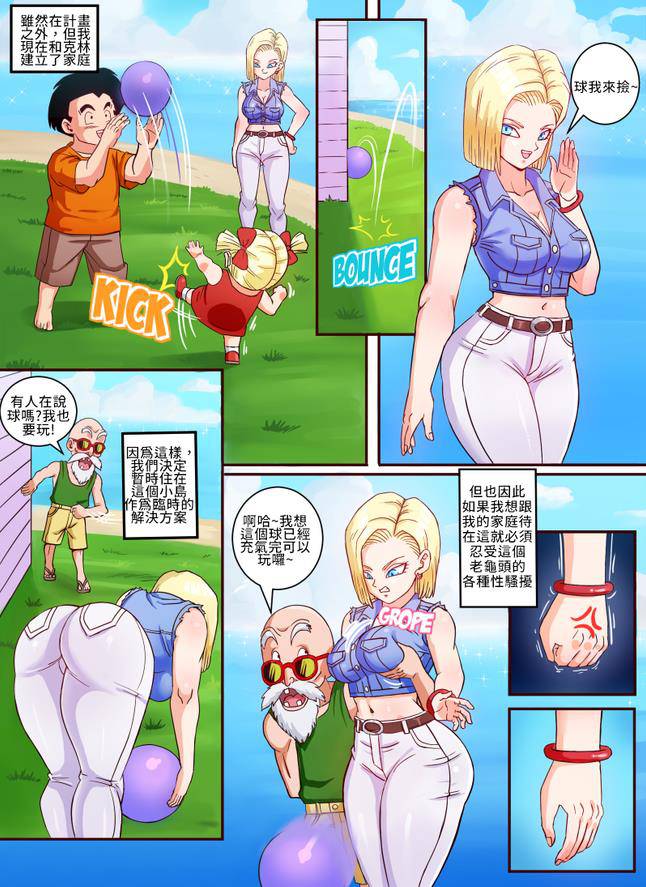 雖然在計畫
之外，但我
現在和克林
建立了家庭
KICK
BOUNCE
球我來撿~
有人在說
球嗎?我也
要玩!
因爲這樣，
我們決定
暫時住在
這個小島
作爲臨時的
解決方案
啊哈~我想
這個球已經
充氣完可以
玩囉~
GROPE
但也因此
如果我想跟
我的家庭待
在這就必須
忍受這個
老龜頭的
各種性騷擾